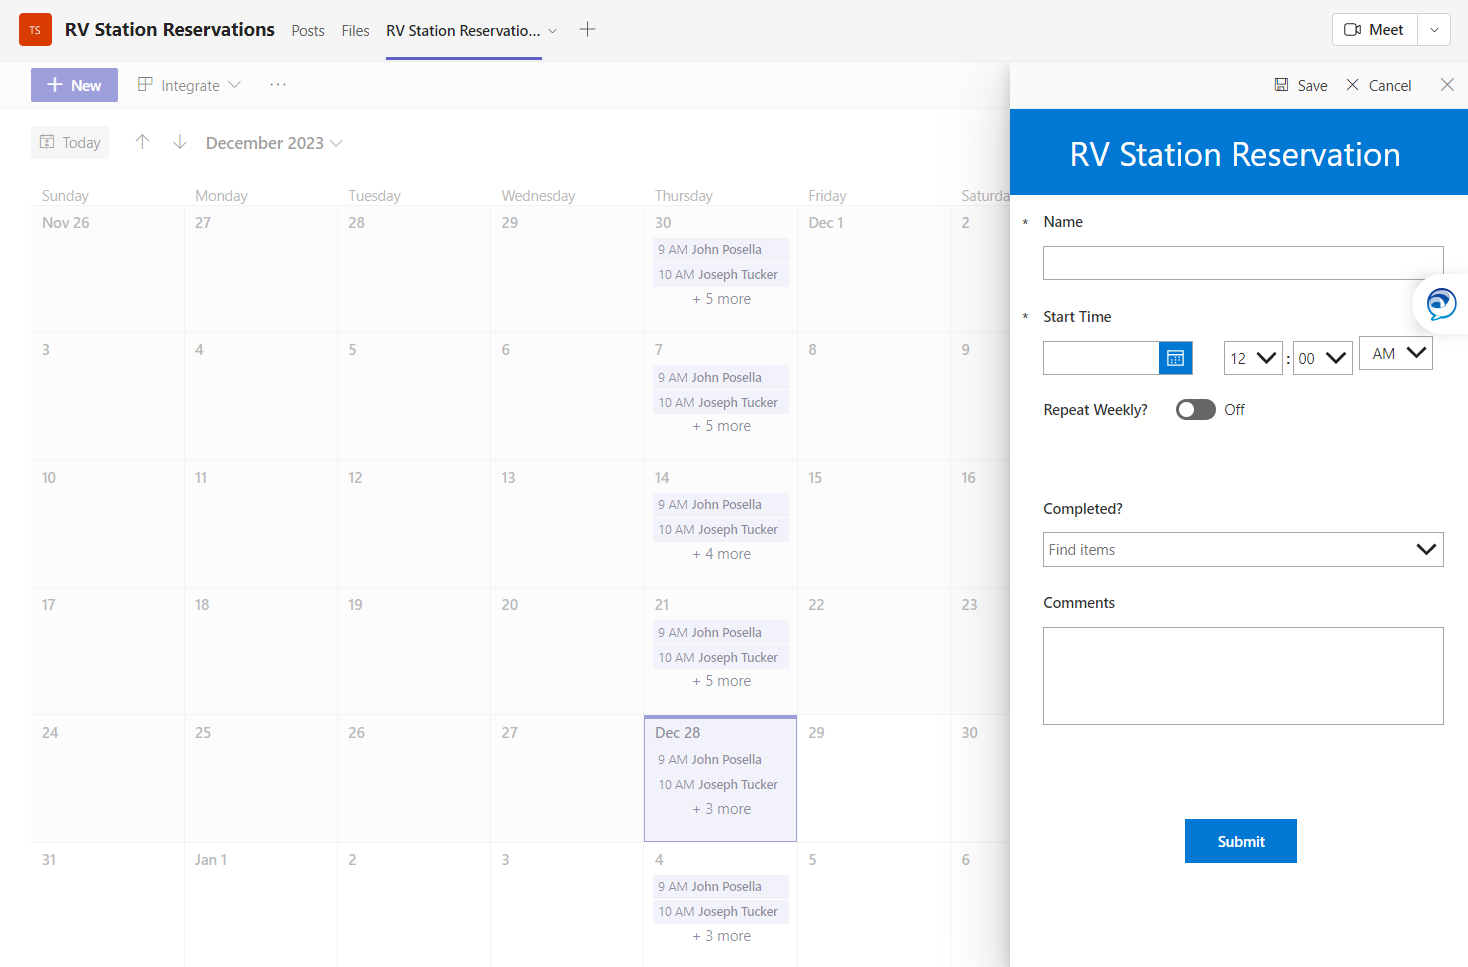 TS
RV Station Reservations
Posts
Files
RV Station Reservatio...
Meet
New
Integrate
...
Save
Cancel
Today
December 2023
Sunday Monday Tuesday Wednesday Thursday Friday Saturda
Nov 26 27 28 29 30 Dec 1 2
9 AM John Posella
10 AM Joseph Tucker
+ 5 more
3 4 5 6 7 8 9
9 AM John Posella
10 AM Joseph Tucker
+ 5 more
10 11 12 13 14 15 16
9 AM John Posella
10 AM Joseph Tucker
+ 4 more
17 18 19 20 21 22 23
9 AM John Posella
10 AM Joseph Tucker
+ 5 more
24 25 26 27 Dec 28 29 30
9 AM John Posella
10 AM Joseph Tucker
+ 3 more
31 Jan 1 2 3 4 5 6
9 AM John Posella
10 AM Joseph Tucker
+ 3 more
RV Station Reservation
* Name
* Start Time
12 : 00 AM
Repeat Weekly? Off
Completed?
Find items
Comments
Submit